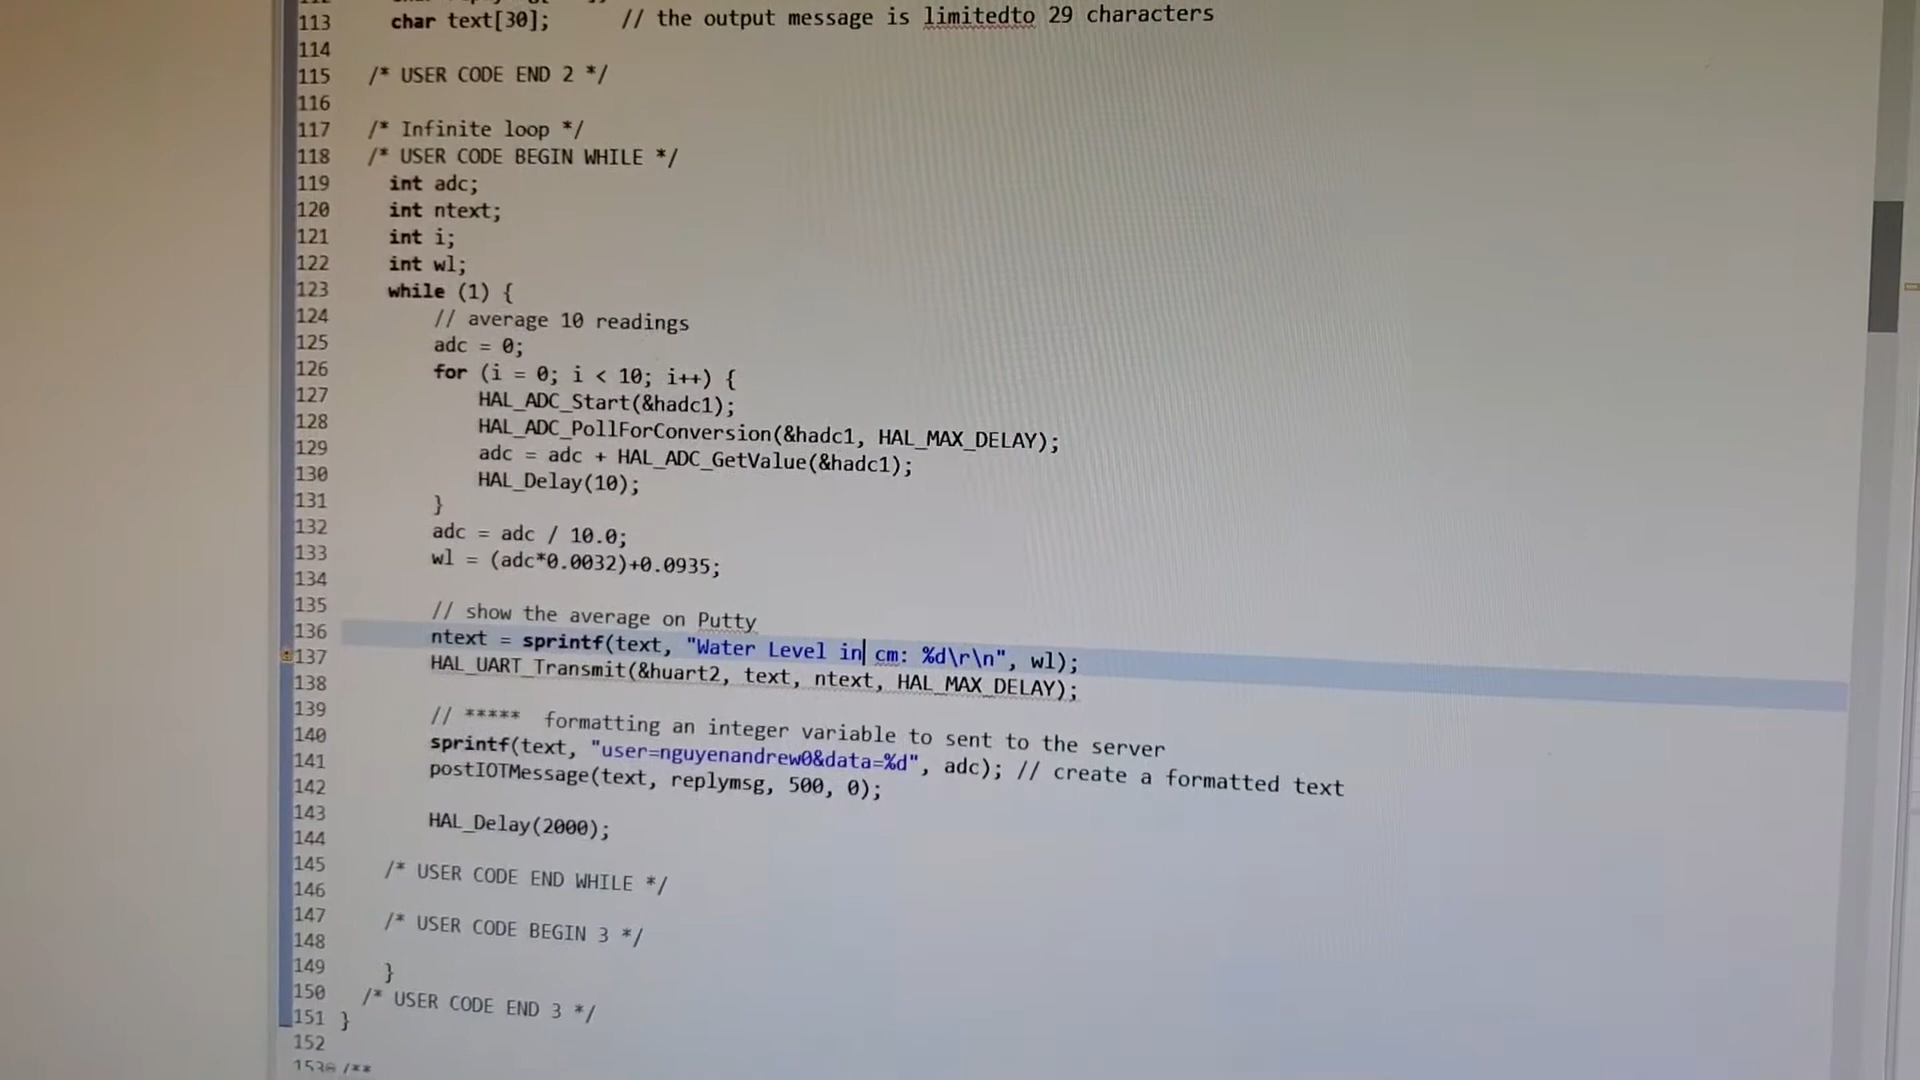 113 char text[30]; // the output message is limitedto 29 characters
114
115 /* USER CODE END 2 */
116
117 /* Infinite loop */
118 /* USER CODE BEGIN WHILE */
119 int adc;
120 int ntext;
121 int i;
122 int wl;
123 while (1) {
124 // average 10 readings
125 adc = 0;
126 for (i = 0; i < 10; i++) {
127 HAL_ADC_Start(&hadc1);
128 HAL_ADC_PollForConversion(&hadc1, HAL_MAX_DELAY);
129 adc = adc + HAL_ADC_GetValue(&hadc1);
130 HAL_Delay(10);
131 }
132 adc = adc / 10.0;
133 wl = (adc*0.0032)+0.0935;
134
135 // show the average on Putty
136 ntext = sprintf(text, "Water Level in cm: %d\r\n", wl);
137 HAL_UART_Transmit(&huart2, text, ntext, HAL_MAX_DELAY);
138
139 // ***** formatting an integer variable to sent to the server
140 sprintf(text, "user=nguyenandrew0&data=%d", adc); // create a formatted text
141 postIOTMessage(text, replymsg, 500, 0);
142
143 HAL_Delay(2000);
144
145 /* USER CODE END WHILE */
146
147 /* USER CODE BEGIN 3 */
148
149 }
150 /* USER CODE END 3 */
151 }
152
153 /**